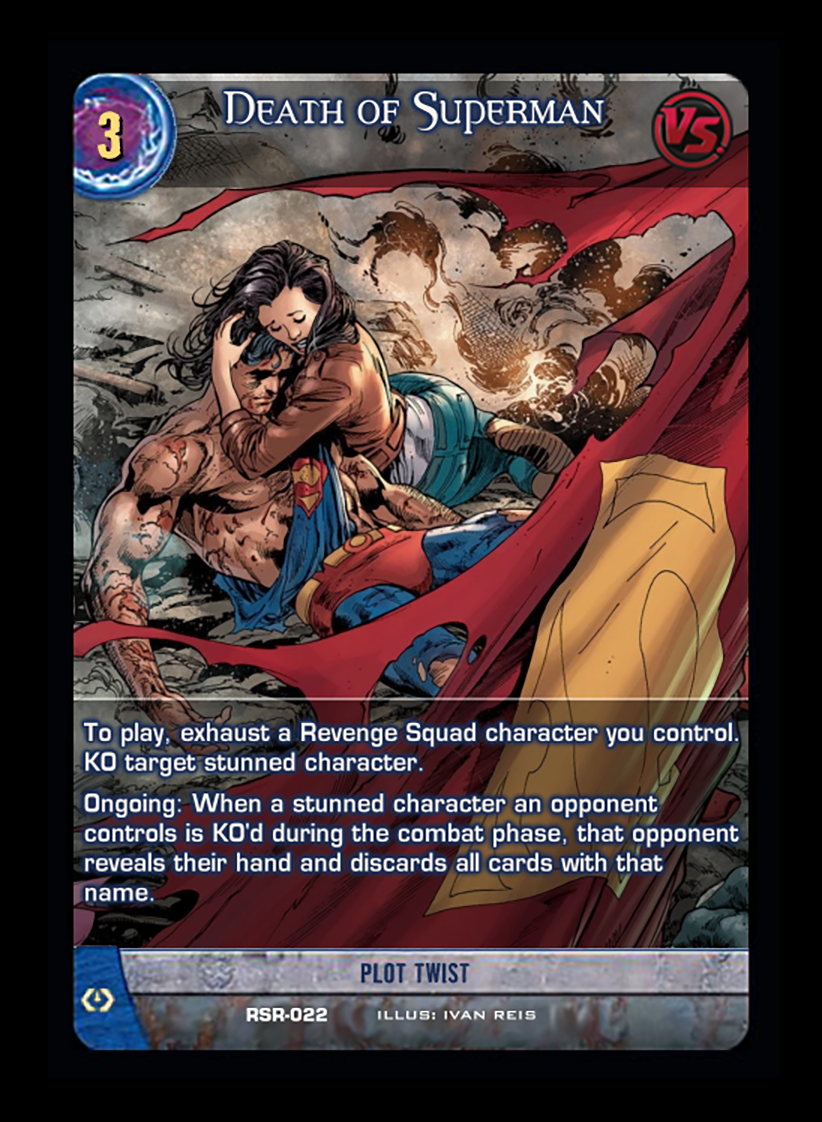 3
Death of Superman
VS.
To play, exhaust a Revenge Squad character you control.
KO target stunned character.
Ongoing: When a stunned character an opponent
controls is KO'd during the combat phase, that opponent
reveals their hand and discards all cards with that
name.
PLOT TWIST
RSR-022 ILLUS: IVAN REIS